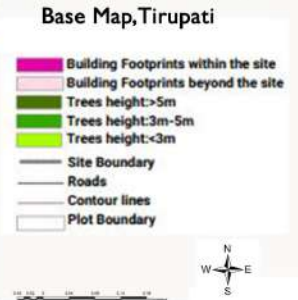 Base Map,Tirupati
Building Footprints within the site
Building Footprints beyond the site
Trees height:>5m
Trees height:3m-5m
Trees height:<3m
Site Boundary
Roads
Contour lines
Plot Boundary
N
W E
S